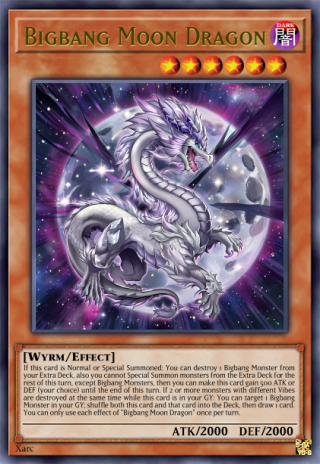 BIGBANG MOON DRAGON
DARK
闇
[WYRM/EFFECT]
If this card is Normal or Special Summoned: You can destroy 1 Bigbang Monster from
your Extra Deck, also you cannot Special Summon monsters from the Extra Deck for the
rest of this turn, except Bigbang Monsters, then you can make this card gain 500 ATK or
DEF (your choice) until the end of this turn. If 2 or more monsters with different Vibes
are destroyed at the same time while this card is in your GY: You can target 1 Bigbang
Monster in your GY; shuffle both this card and that card into the Deck, then draw 1 card.
You can only use each effect of "Bigbang Moon Dragon" once per turn.
ATK/2000 DEF/2000
Xarc